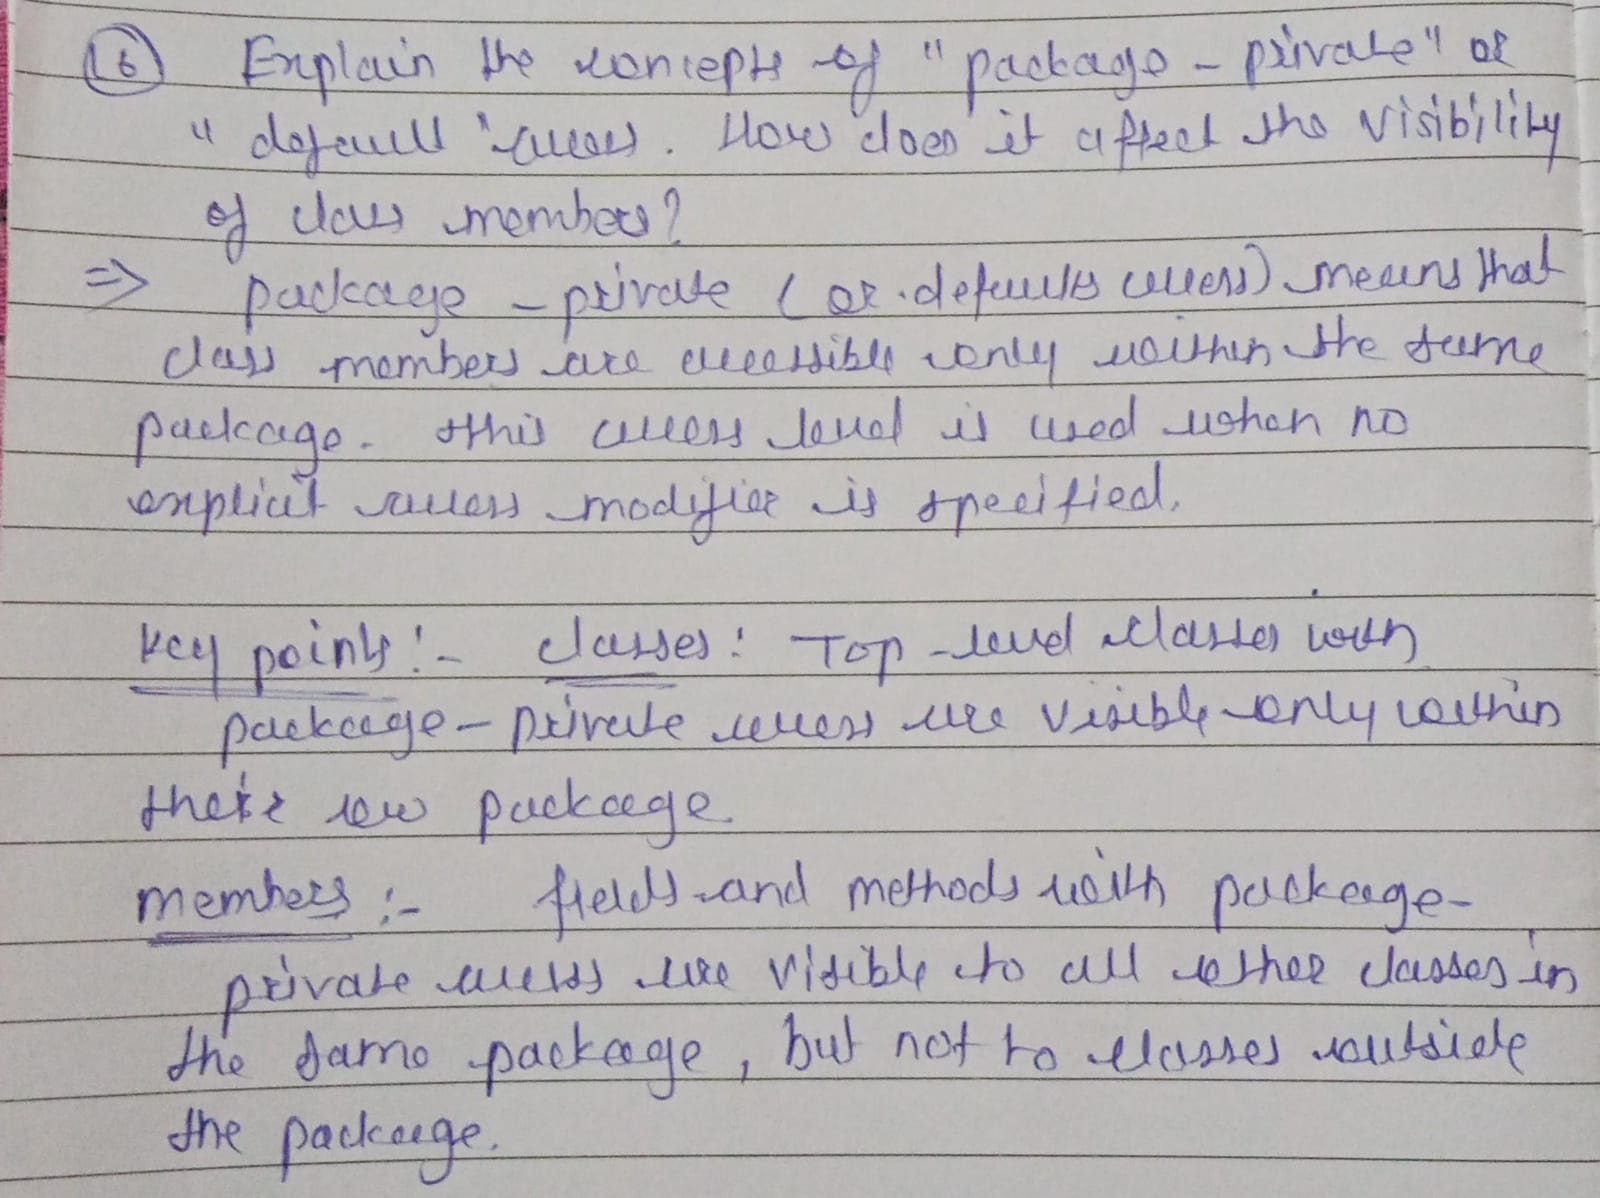 16 Explain the concepts of "package - private" or
"default" access. How does it affect the visibility
of class members?
=> package - private (or defaults access) means that
class members are accessible only within the same
package. this access level is used when no
explicit access modifier is specified.
key points :- classes : Top - level classes with
package - private access are visible only within
their own package.
members :- fields and methods with package-
private access are visible to all other classes in
the same package, but not to classes outside
the package.